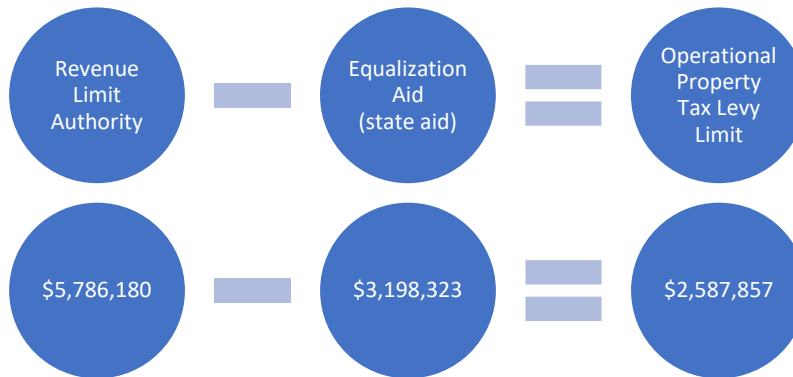 Revenue
Limit
Authority
Equalization
Aid
(state aid)
Operational
Property
Tax Levy
Limit
$5,786,180
$3,198,323
$2,587,857